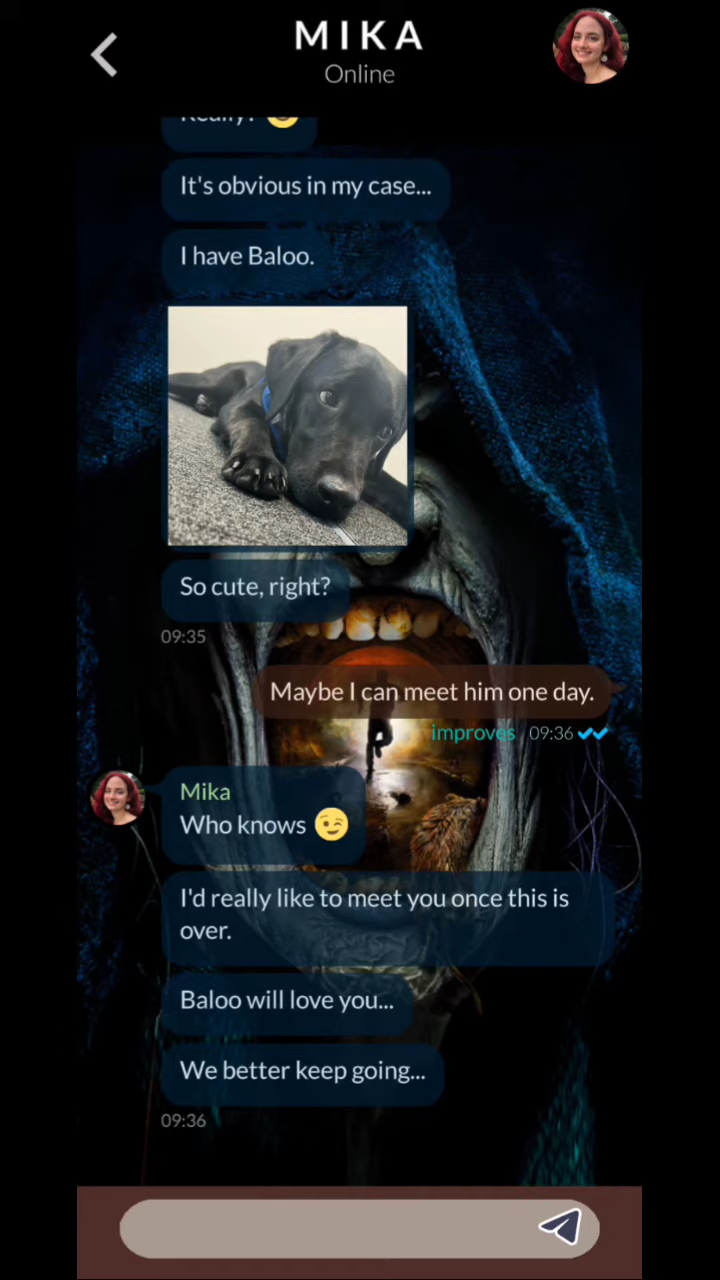 MIKA
Online
Really?
It's obvious in my case...
I have Baloo.
So cute, right?
09:35
Maybe I can meet him one day.
improves 09:36
Mika
Who knows
I'd really like to meet you once this is
over.
Baloo will love you...
We better keep going...
09:36